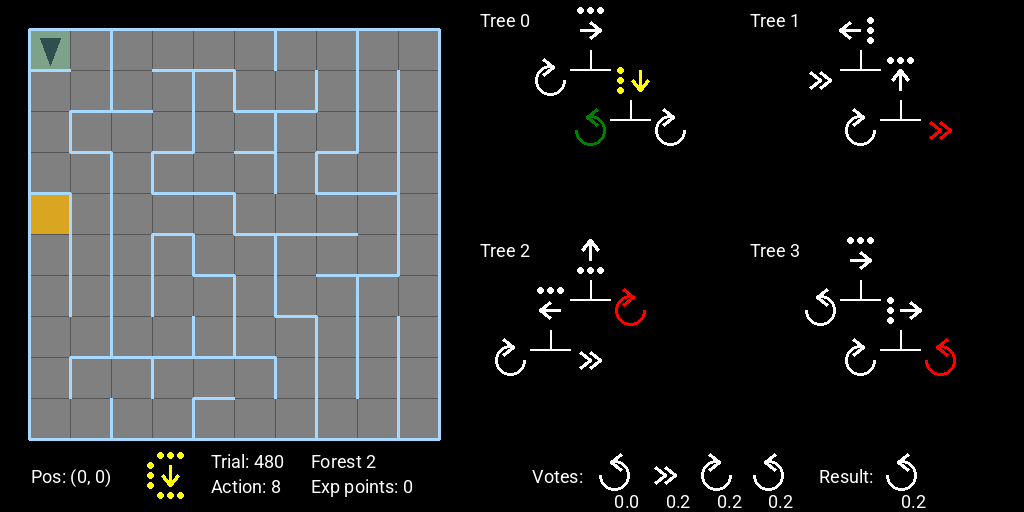 Tree 0
Tree 1
Tree 2
Tree 3
Pos: (0, 0)
Trial: 480
Forest 2
Action: 8
Exp points: 0
Votes:
0.0
0.2
0.2
0.2
Result:
0.2